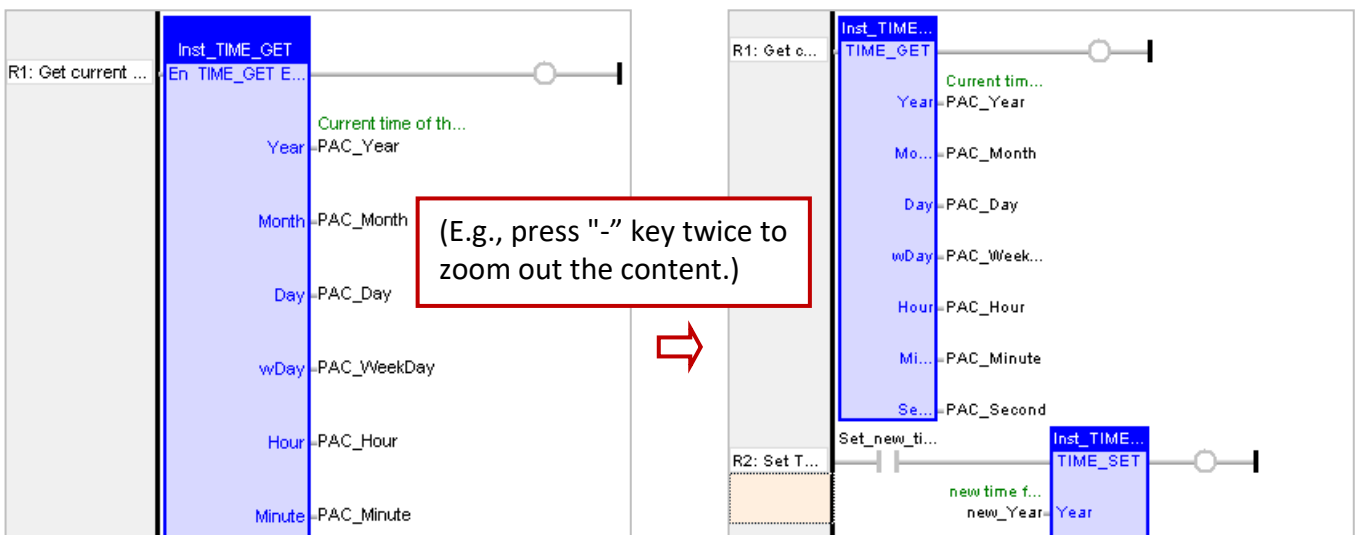 Inst_TIME_GET
R1: Get current ...
En TIME_GET E...
Current time of th...
Year PAC_Year
Month PAC_Month
Day PAC_Day
wDay PAC_WeekDay
Hour PAC_Hour
Minute PAC_Minute
(E.g., press "-” key twice to
zoom out the content.)
Inst_TIME...
R1: Get c...
TIME_GET
Current tim...
Year PAC_Year
Mo... PAC_Month
Day PAC_Day
wDay PAC_Week...
Hour PAC_Hour
Mi... PAC_Minute
Se... PAC_Second
Set_new_ti...
Inst_TIME...
R2: Set T...
TIME_SET
new time f...
new_Year Year